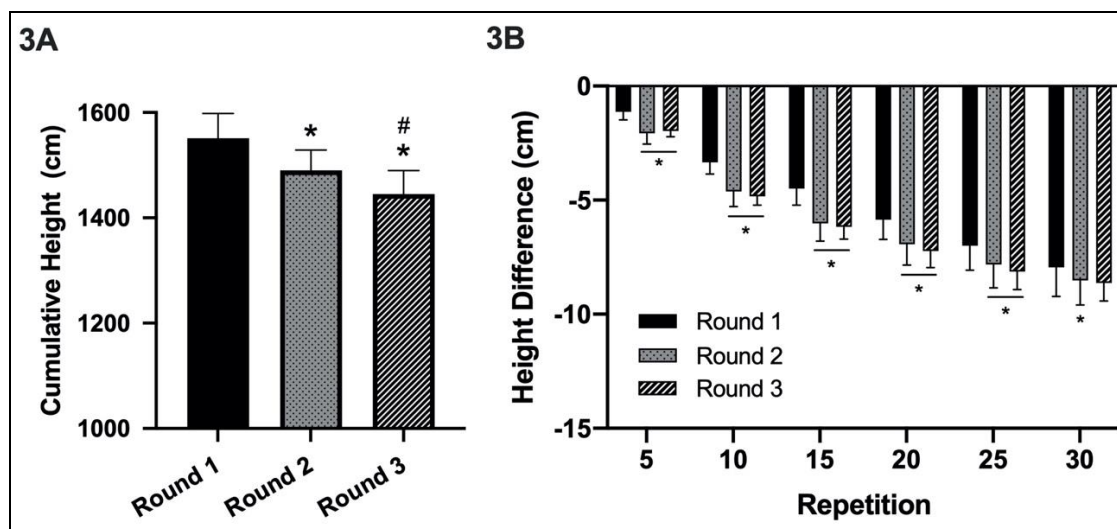 3A
1600
1400
1200
1000
Cumulative Height (cm)
*
#
*
Round 1
Round 2
Round 3
3B
0
-5
-10
-15
Height Difference (cm)
*
*
*
*
*
*
Round 1
Round 2
Round 3
5 10 15 20 25 30
Repetition